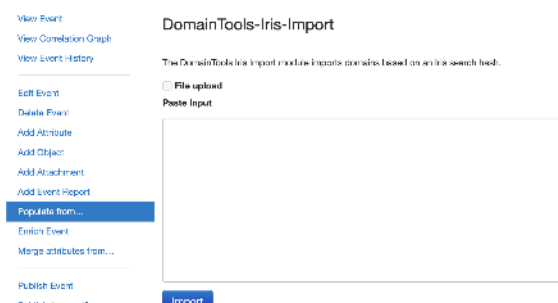 View Event
View Correlation Graph
View Event History
Edit Event
Delete Event
Add Attribute
Add Object
Add Attachment
Add Event Report
Populate from...
Enrich Event
Merge attributes from...
Publish Event
DomainTools-Iris-Import
The DomainTools Iris Import module imports domains based on an Iris search hash.
File upload
Paste Input
Import